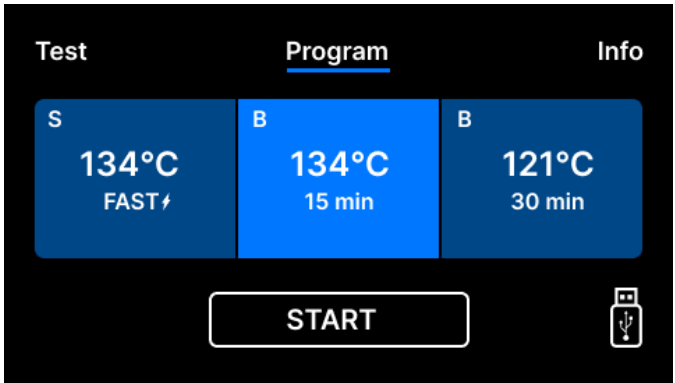 Test Program Info
S B B
134°C 134°C 121°C
FAST⚡ 15 min 30 min
START